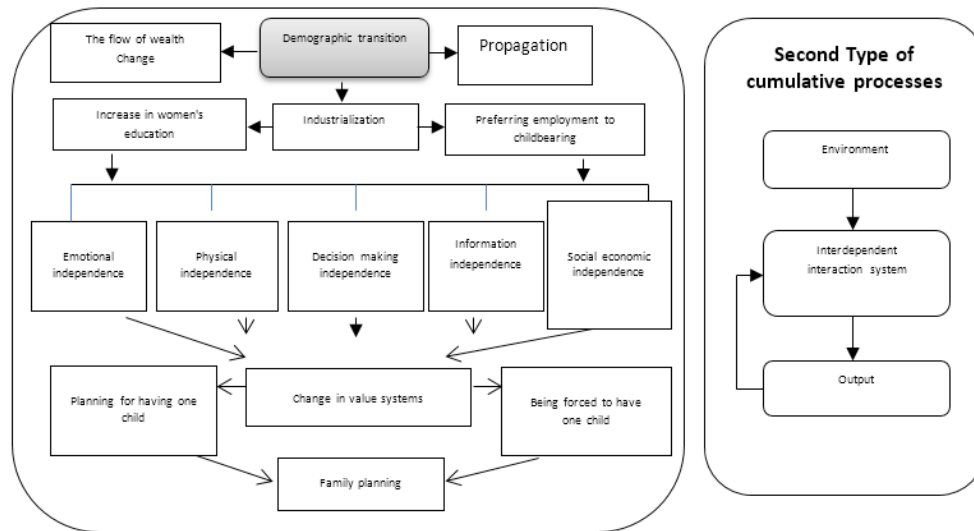 The flow of wealth
Change
Demographic transition
Propagation
Increase in women's
education
Industrialization
Preferring employment to
childbearing
Emotional
independence
Physical
independence
Decision making
independence
Information
independence
Social economic
independence
Planning for having one
child
Change in value systems
Being forced to have
one child
Family planning
Second Type of
cumulative processes
Environment
Interdependent
interaction system
Output